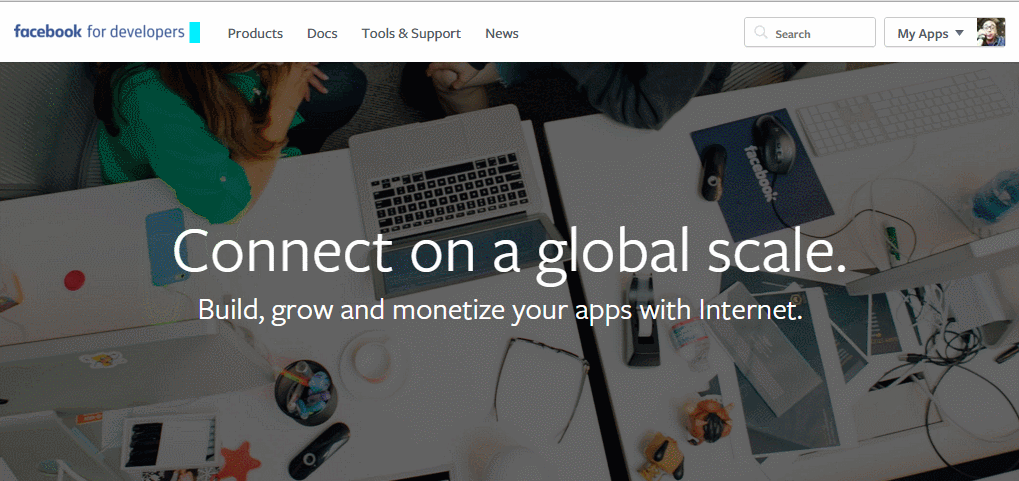 facebook for developers
Products
Docs
Tools & Support
News
Search
My Apps
facebook
Connect on a global scale.
Build, grow and monetize your apps with Internet.